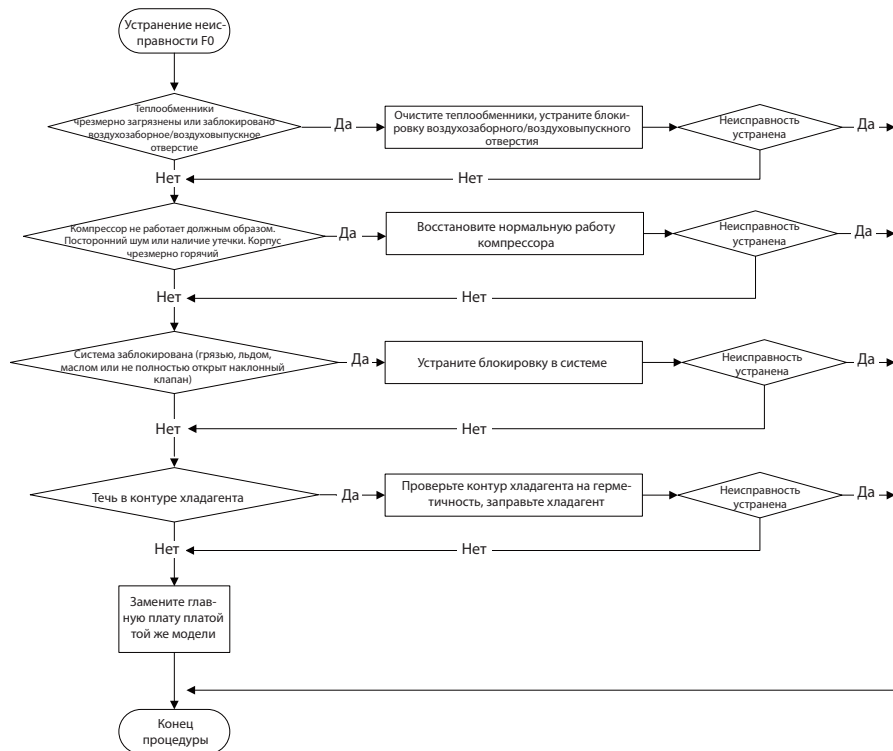 Устранение неис-
правности F0
Теплообменники
чрезмерно загрязнены или заблокировано
воздухозаборное/воздуховыпускное
отверстие
Да
Очистите теплообменники, устраните блоки-
ровку воздухозаборного/воздуховыпускного
отверстия
Неисправность
устранена
Да
Нет
Нет
Компрессор не работает должным образом.
Посторонний шум или наличие утечки. Корпус
чрезмерно горячий
Да
Восстановите нормальную работу
компрессора
Неисправность
устранена
Да
Нет
Нет
Система заблокирована (грязью, льдом,
маслом или не полностью открыт наклонный
клапан)
Да
Устраните блокировку в системе
Неисправность
устранена
Да
Нет
Нет
Течь в контуре хладагента
Да
Проверьте контур хладагента на герме-
тичность, заправьте хладагент
Неисправность
устранена
Да
Нет
Нет
Замените глав-
ную плату платой
той же модели
Конец
процедуры